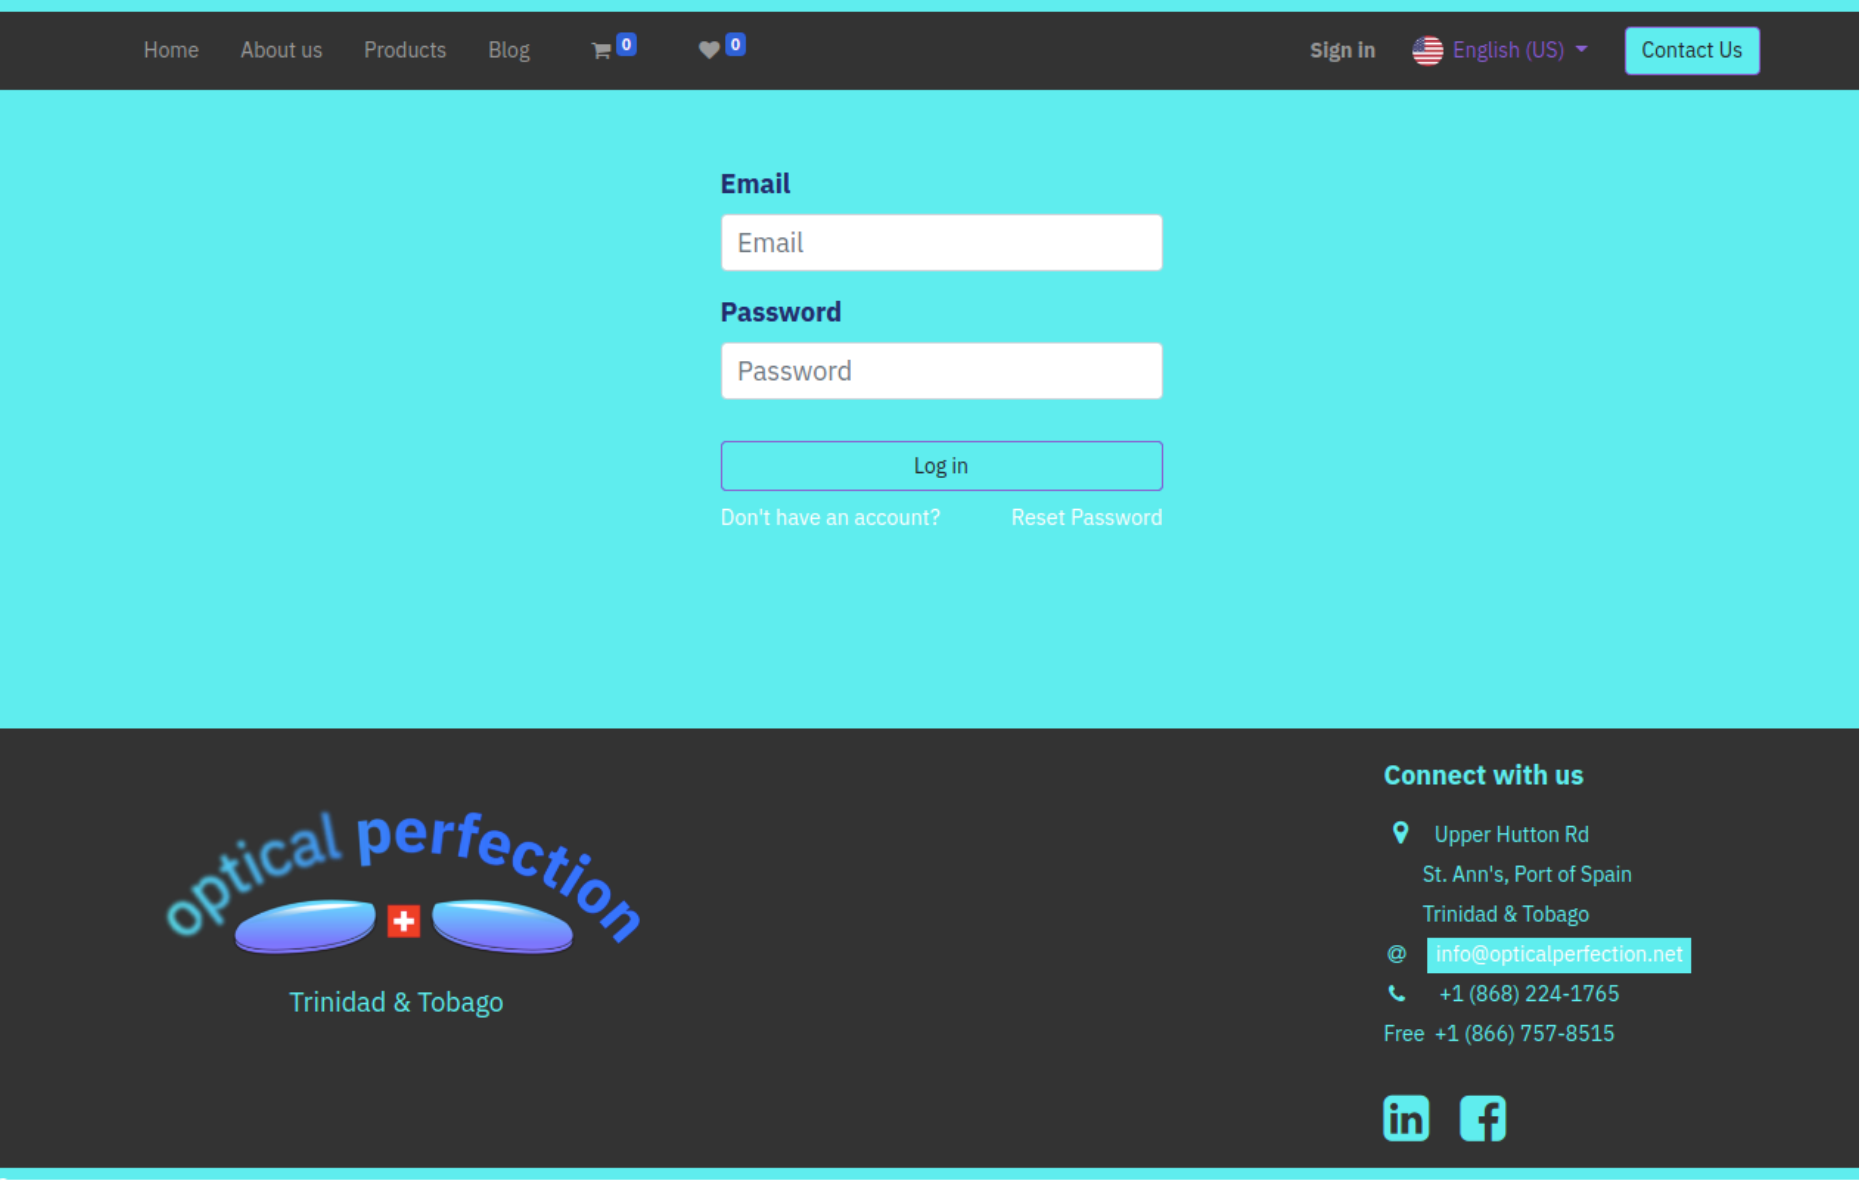 Home About us Products Blog 0 0 Sign in English (US) Contact Us
Email
Email
Password
Password
Log in
Don't have an account? Reset Password
optical perfection
Trinidad & Tobago
Connect with us
Upper Hutton Rd
St. Ann's, Port of Spain
Trinidad & Tobago
@ info@opticalperfection.net
+1 (868) 224-1765
Free +1 (866) 757-8515
in f